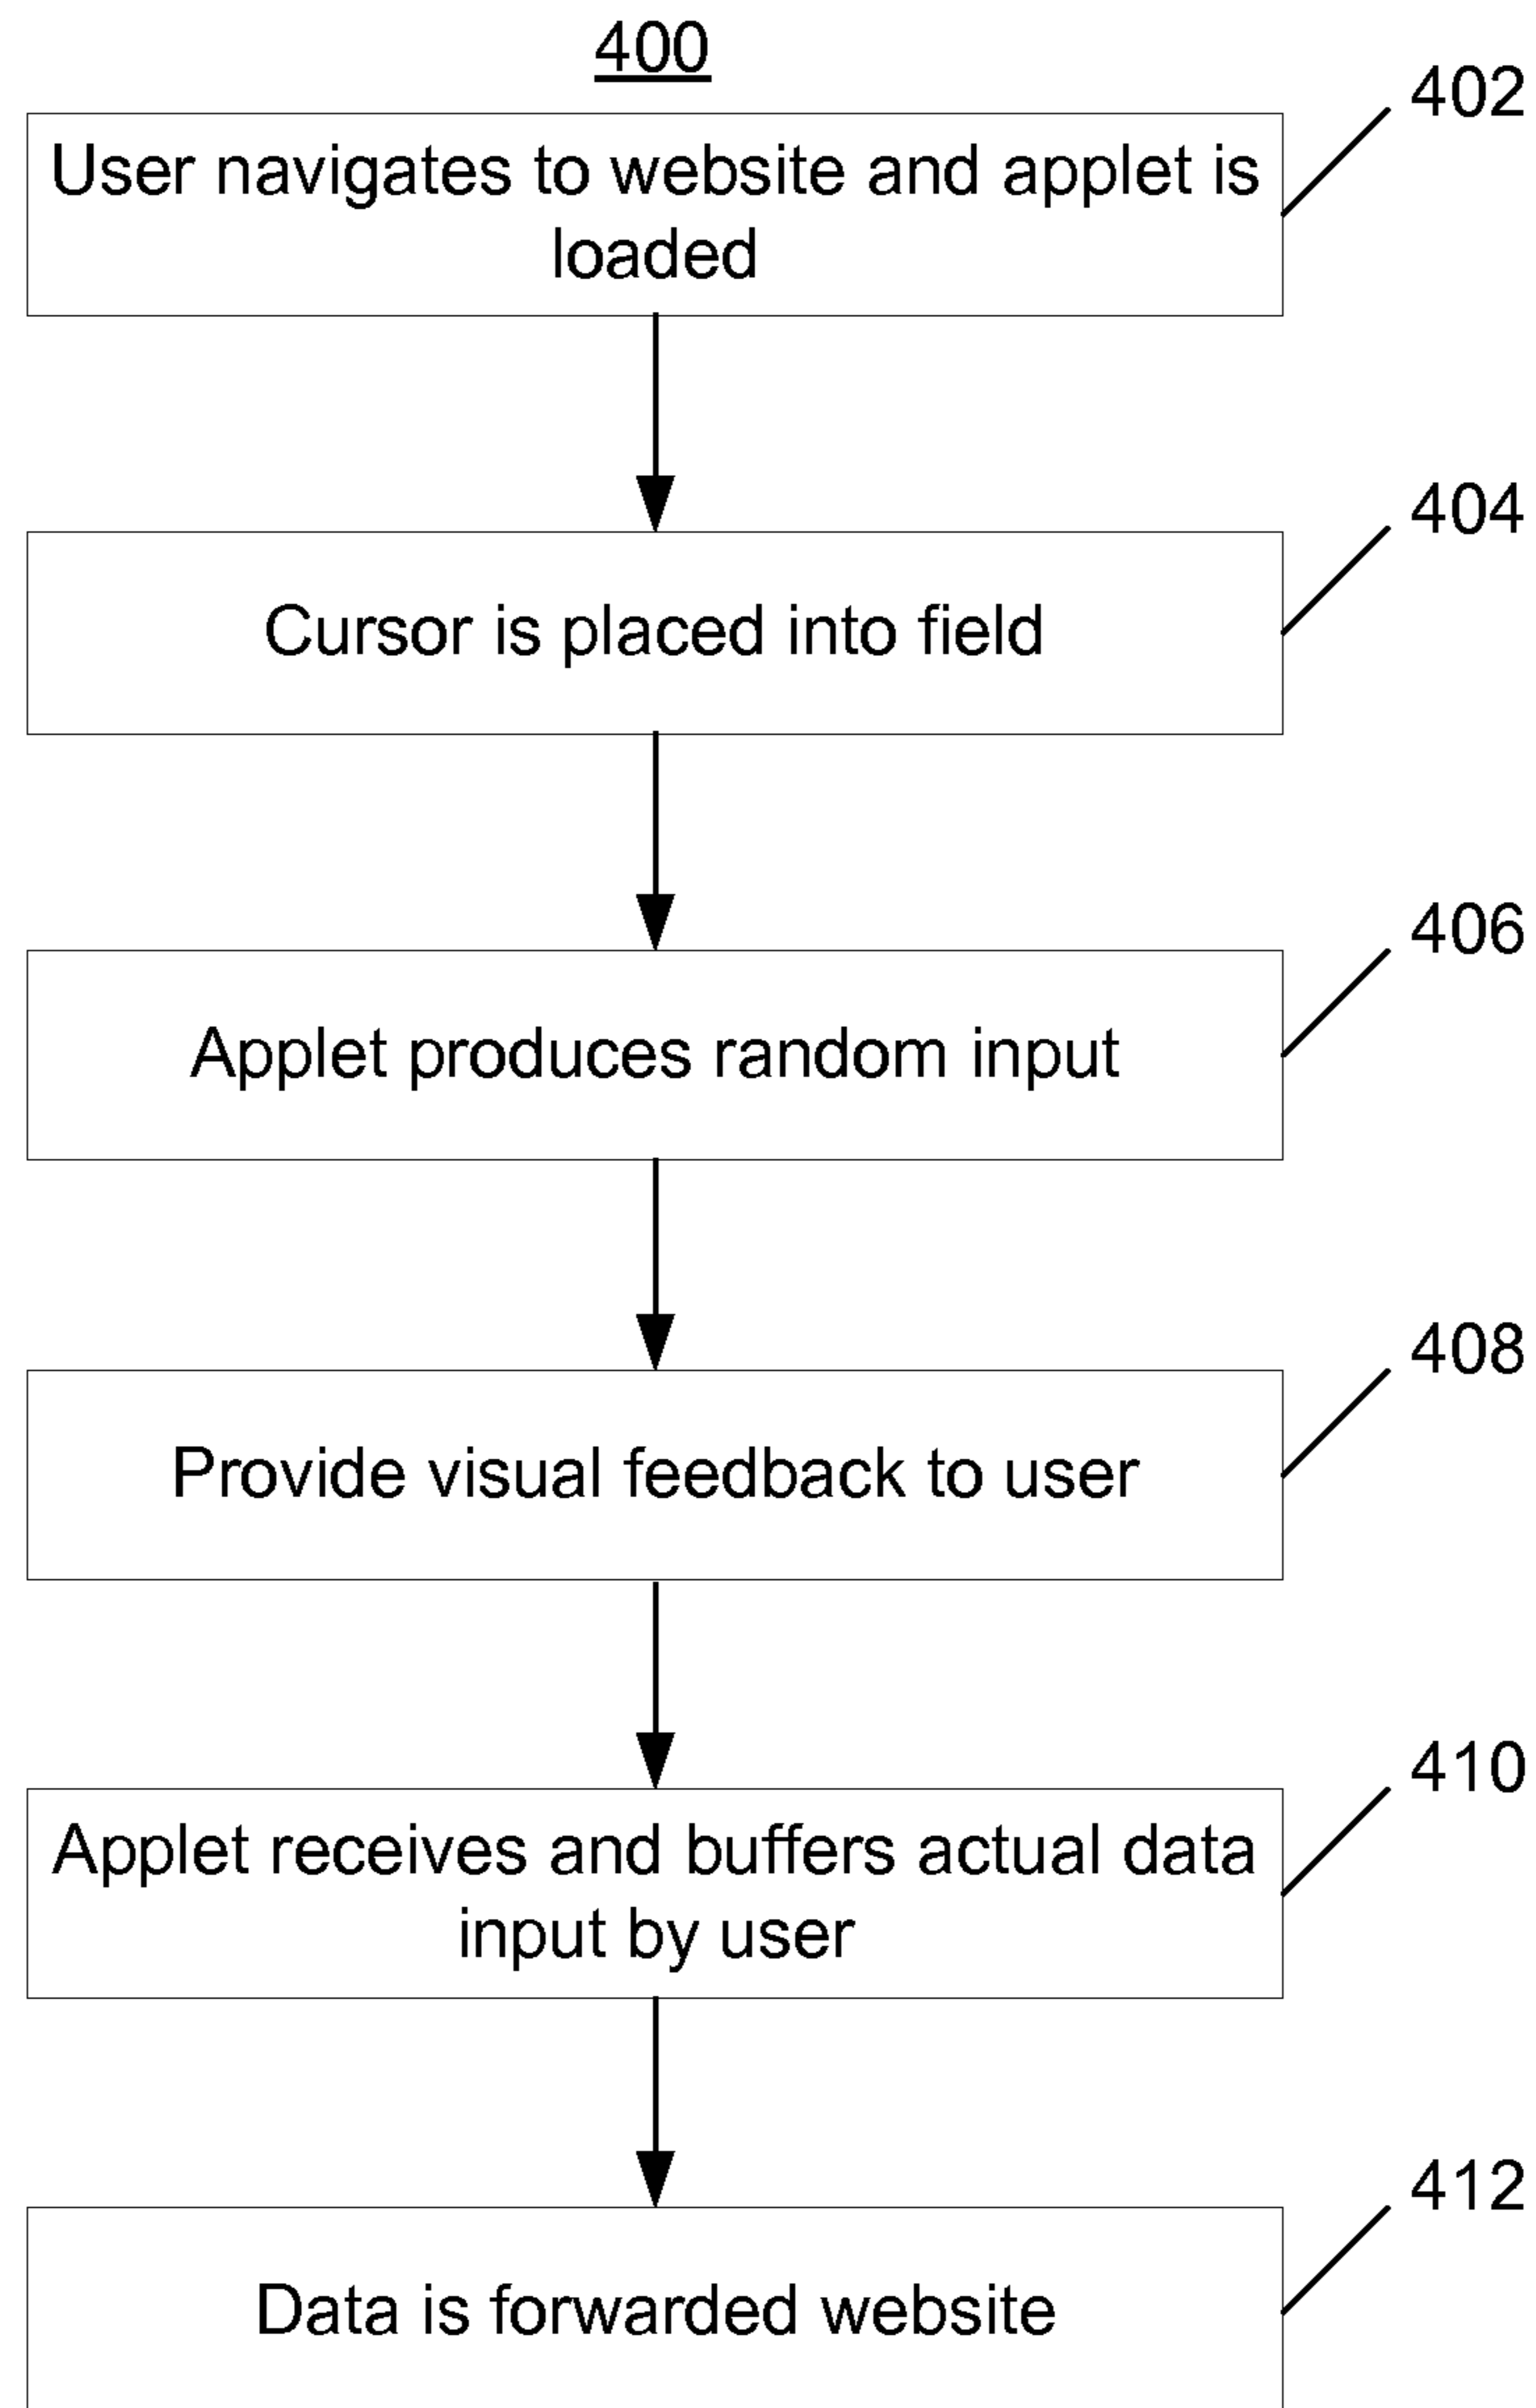 400
402
User navigates to website and applet is
loaded
404
Cursor is placed into field
406
Applet produces random input
408
Provide visual feedback to user
410
Applet receives and buffers actual data
input by user
412
Data is forwarded website